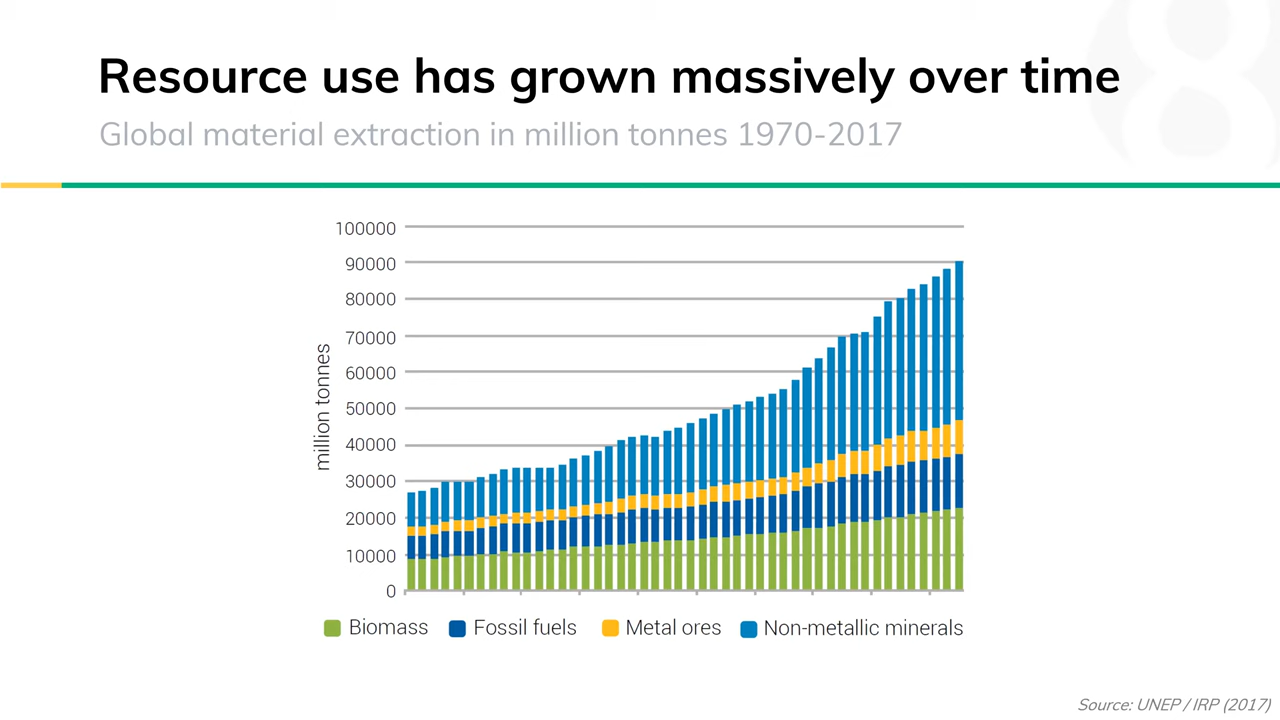 Resource use has grown massively over time
Global material extraction in million tonnes 1970-2017
million tonnes
100000
90000
80000
70000
60000
50000
40000
30000
20000
10000
0
Biomass
Fossil fuels
Metal ores
Non-metallic minerals
Source: UNEP / IRP (2017)
8